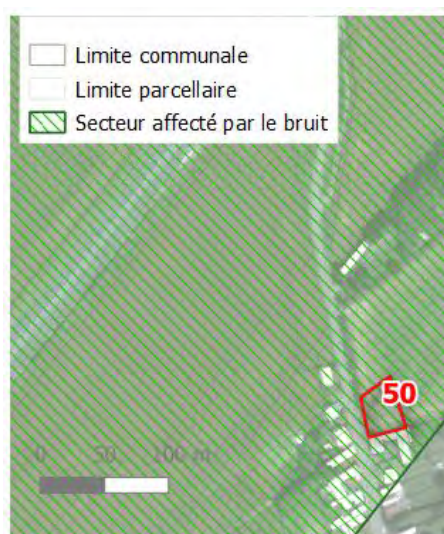 Limite communale
Limite parcellaire
Secteur affecté par le bruit
50
0 50 100 m